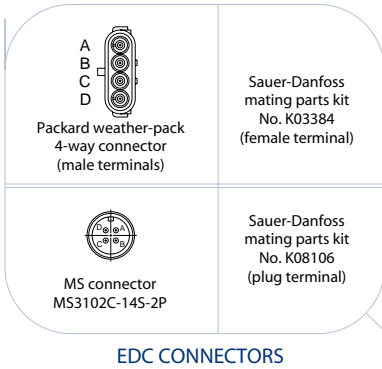 A
B
C
D
Packard weather-pack
4-way connector
(male terminals)
Sauer-Danfoss
mating parts kit
No. K03384
(female terminal)
D A
C B
MS connector
MS3102C-14S-2P
Sauer-Danfoss
mating parts kit
No. K08106
(plug terminal)
EDC CONNECTORS